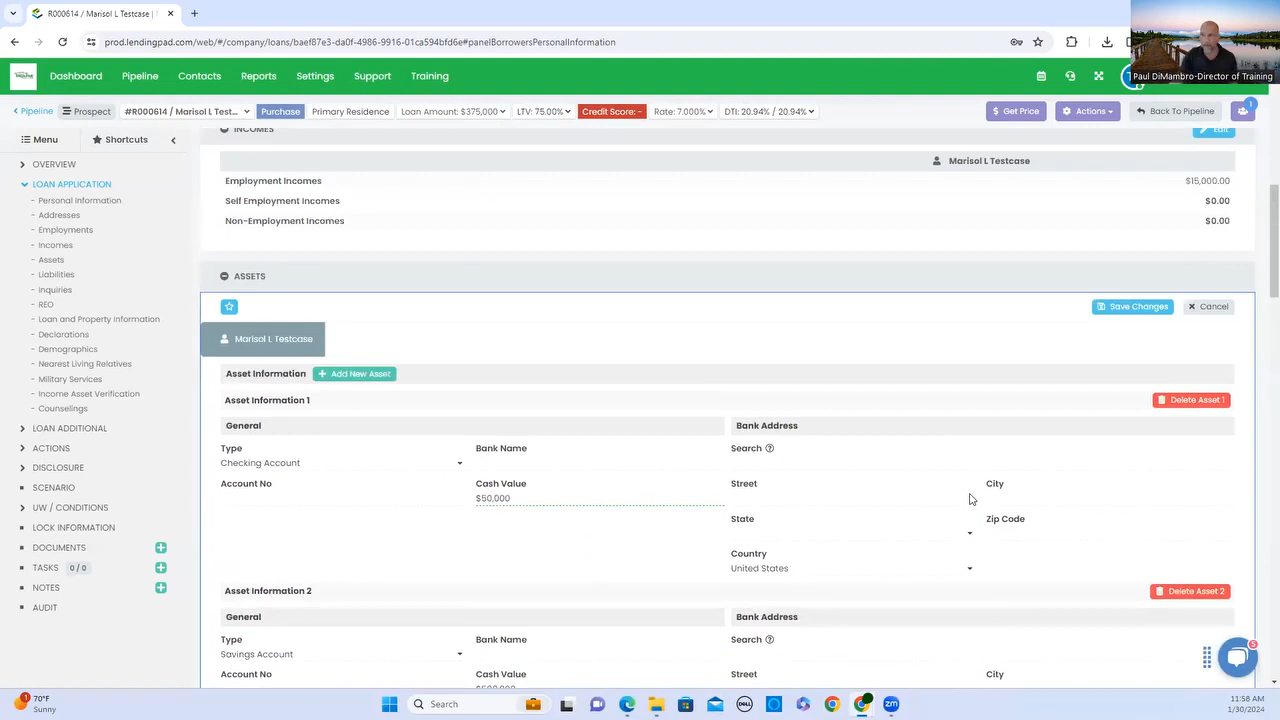 R000614 / Marisol L Testcase | T
prod.lendingpad.com/web/#/company/loans/baef87e3-da0f-4986-9916-01ca594bfd6e#panelBorrowerPersonalInformation
Paul DiMambro-Director of Training
Dashboard Pipeline Contacts Reports Settings Support Training
Pipeline Prospect #R000614 / Marisol L Test... Purchase Primary Residence Loan Amount: $375,000 LTV: 75.0% Credit Score: - Rate: 7.000% DTI: 20.94% / 20.94% $ Get Price Actions Back To Pipeline 1
Menu Shortcuts
INCOMES Edit
OVERVIEW
LOAN APPLICATION
- Personal Information
- Addresses
- Employments
- Incomes
- Assets
- Liabilities
- Inquiries
- REO
- Loan and Property Information
- Declarations
- Demographics
- Nearest Living Relatives
- Military Services
- Income Asset Verification
- Counselings
LOAN ADDITIONAL
ACTIONS
DISCLOSURE
SCENARIO
UW / CONDITIONS
LOCK INFORMATION
DOCUMENTS
TASKS 0 / 0
NOTES
AUDIT
Marisol L Testcase
Employment Incomes $15,000.00
Self Employment Incomes $0.00
Non-Employment Incomes $0.00
ASSETS
Save Changes Cancel
Marisol L Testcase
Asset Information + Add New Asset
Asset Information 1 Delete Asset 1
General Bank Address
Type Bank Name Search
Checking Account
Account No Cash Value Street City
$50,000
State Zip Code
Country
United States
Asset Information 2 Delete Asset 2
General Bank Address
Type Bank Name Search
Savings Account
Account No Cash Value Street City
5
1
70°F
Sunny
Search
DELL
zm
11:58 AM
1/30/2024